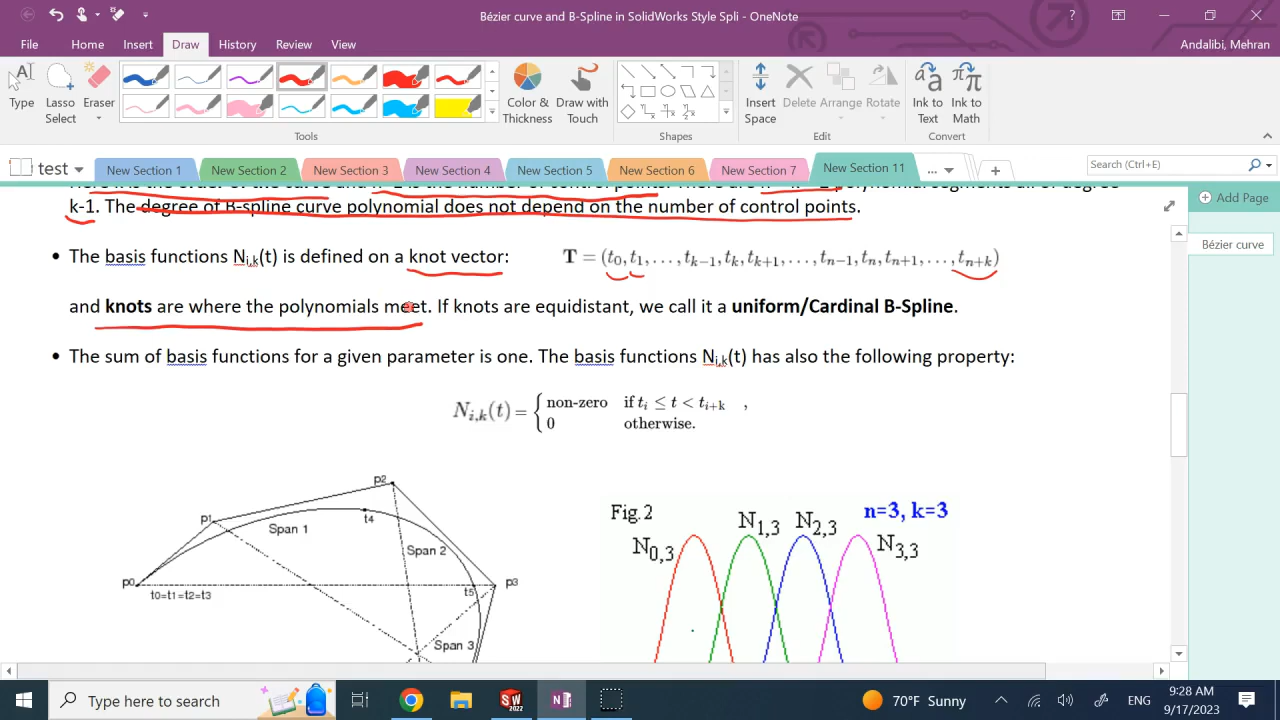 Bézier curve and B-Spline in SolidWorks Style Spli - OneNote
? 
Andalibi, Mehran
File Home Insert Draw History Review View
Type Lasso Select Eraser Color & Thickness Draw with Touch Insert Space Delete Arrange Rotate Ink to Text Ink to Math
Tools Shapes Edit Convert
test New Section 1 New Section 2 New Section 3 New Section 4 New Section 5 New Section 6 New Section 7 New Section 11 ... Search (Ctrl+E)
Add Page
Bézier curve
k-1. The degree of B-spline curve polynomial does not depend on the number of control points.
• The basis functions Ni,k(t) is defined on a knot vector: T = (t0, t1, . . . , tk−1, tk, tk+1, . . . , tn−1, tn, tn+1, . . . , tn+k)
and knots are where the polynomials meet. If knots are equidistant, we call it a uniform/Cardinal B-Spline.
• The sum of basis functions for a given parameter is one. The basis functions Ni,k(t) has also the following property:
Ni,k(t) = { non-zero if ti ≤ t < ti+k ,
0 otherwise.
p2
p1
t4
Span 1
Span 2
p0
p3
t5
t0=t1=t2=t3
Span 3
Fig.2
n=3, k=3
N0,3 N1,3 N2,3 N3,3
Type here to search
SW 2022
70°F Sunny
ENG
9:28 AM
9/17/2023